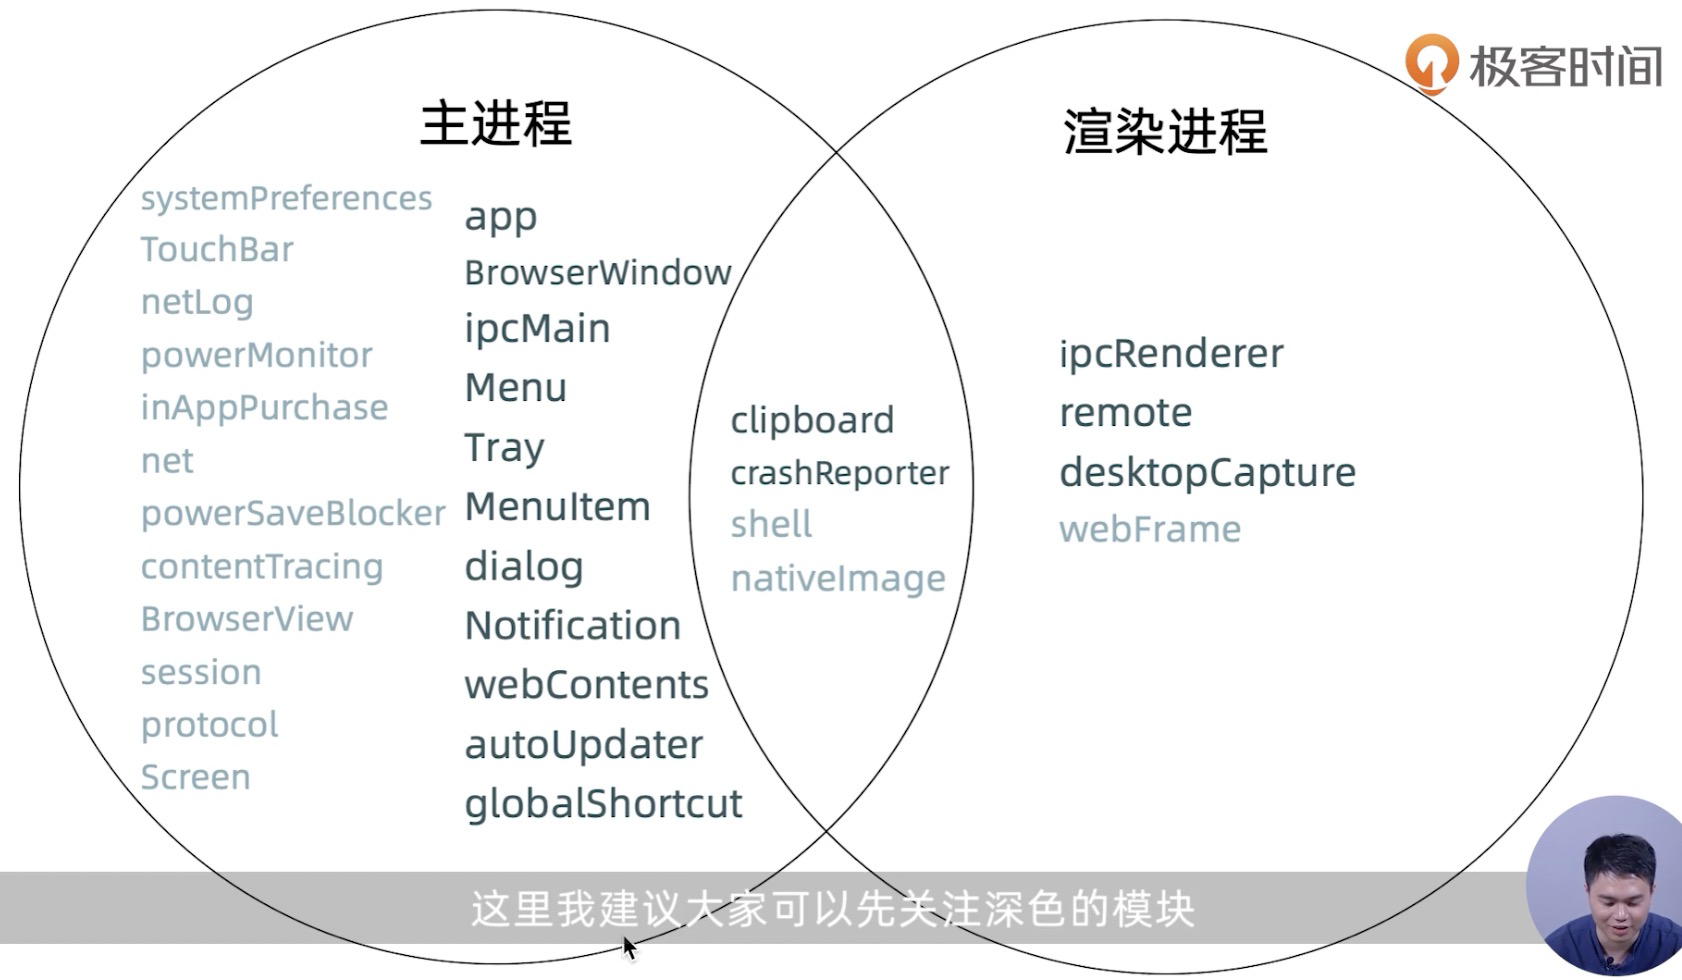 极客时间
主进程
systemPreferences
TouchBar
netLog
powerMonitor
inAppPurchase
net
powerSaveBlocker
contentTracing
BrowserView
session
protocol
Screen
app
BrowserWindow
ipcMain
Menu
Tray
MenuItem
dialog
Notification
webContents
autoUpdater
globalShortcut
clipboard
crashReporter
shell
nativeImage
渲染进程
ipcRenderer
remote
desktopCapture
webFrame
这里我建议大家可以先关注深色的模块